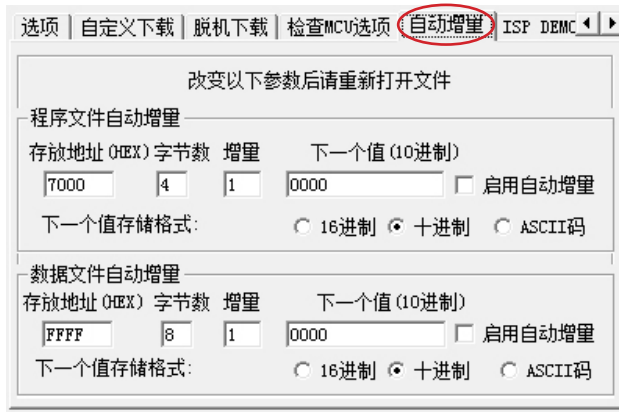 选项 自定义下载 脱机下载 检查MCU选项 自动增量 ISP DEMO
改变以下参数后请重新打开文件
程序文件自动增量
存放地址(HEX) 字节数 增量 下一个值(10进制)
7000 4 1 0000 启用自动增量
下一个值存储格式: 16进制 十进制 ASCII码
数据文件自动增量
存放地址(HEX) 字节数 增量 下一个值(10进制)
FFFF 8 1 0000 启用自动增量
下一个值存储格式: 16进制 十进制 ASCII码